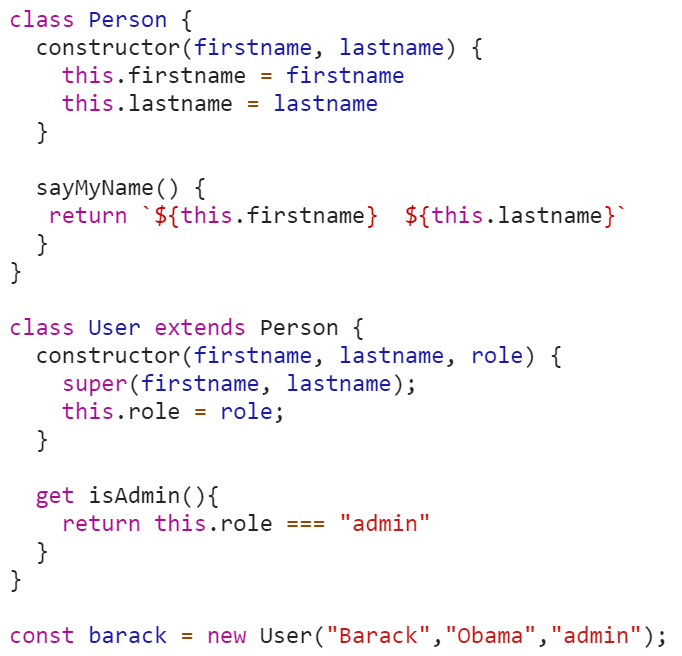 class Person {
  constructor(firstname, lastname) {
    this.firstname = firstname
    this.lastname = lastname
  }

  sayMyName() {
   return `${this.firstname}  ${this.lastname}`
  }
}

class User extends Person {
  constructor(firstname, lastname, role) {
    super(firstname, lastname);
    this.role = role;
  }

  get isAdmin(){
    return this.role === "admin"
  }
}

const barack = new User("Barack","Obama","admin");